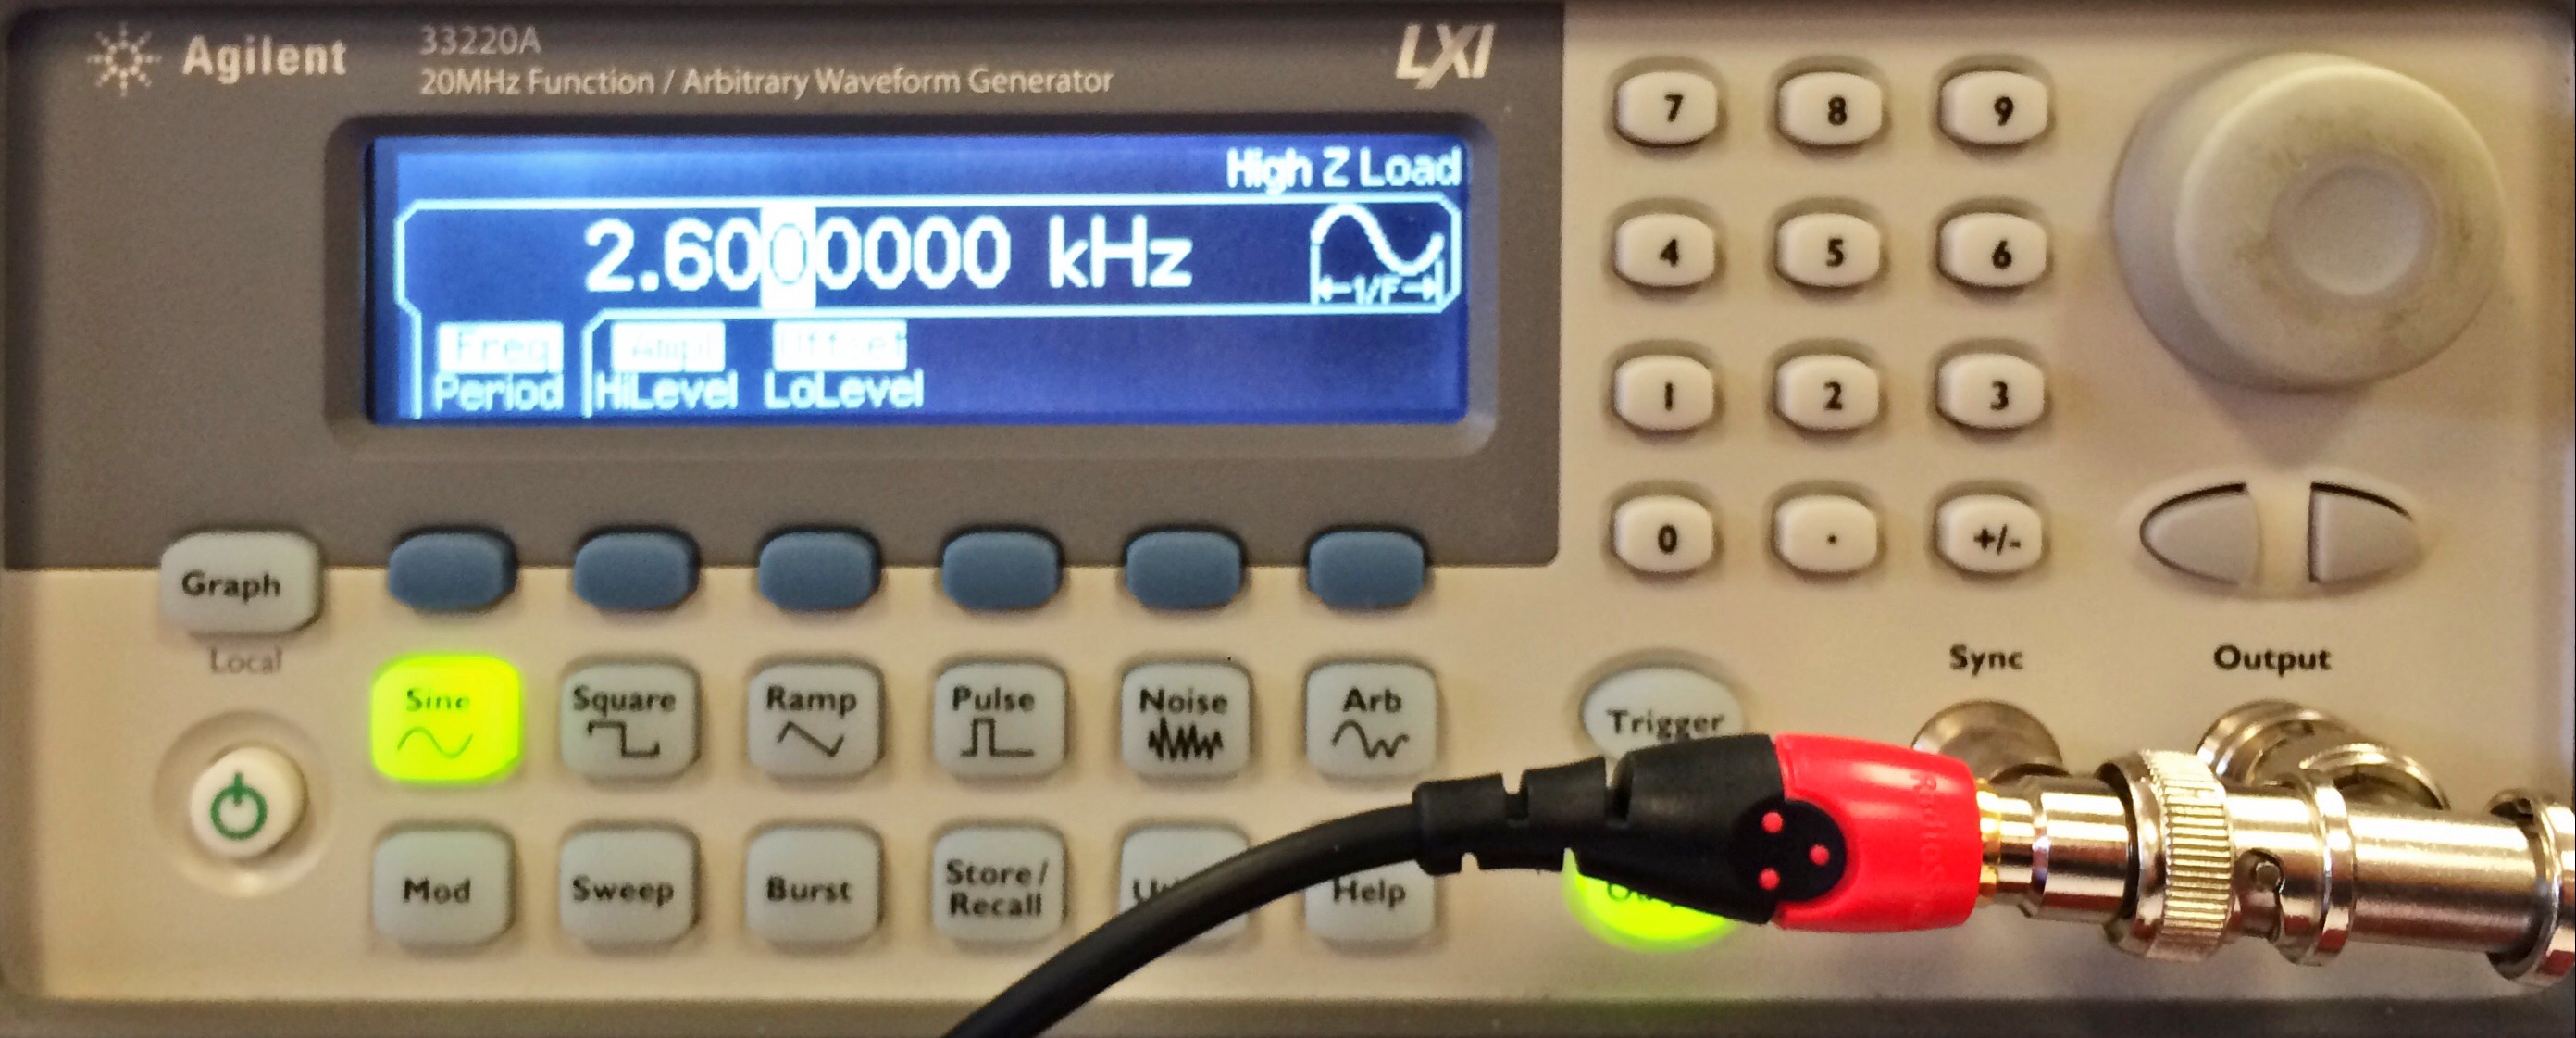 Agilent
33220A
20MHz Function / Arbitrary Waveform Generator
LXI
High Z Load
2.6000000 kHz
1/F
Freq Ampl Offset
Period HiLevel LoLevel
7 8 9
4 5 6
1 2 3
0 . +/-
Graph
Local
Sine Square Ramp Pulse Noise Arb
Mod Sweep Burst Store/
Recall
Help
Trigger
Sync
Output